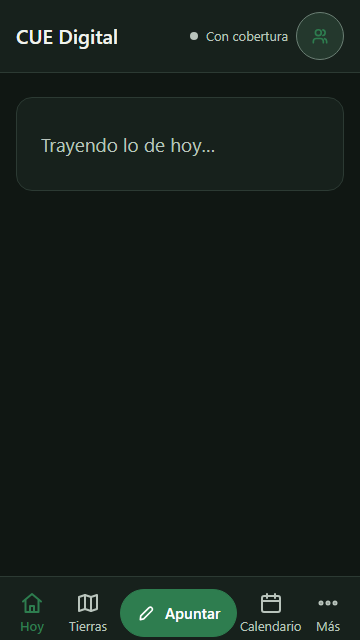 CUE Digital
Con cobertura
Trayendo lo de hoy...
Hoy
Tierras
Apuntar
Calendario
Más